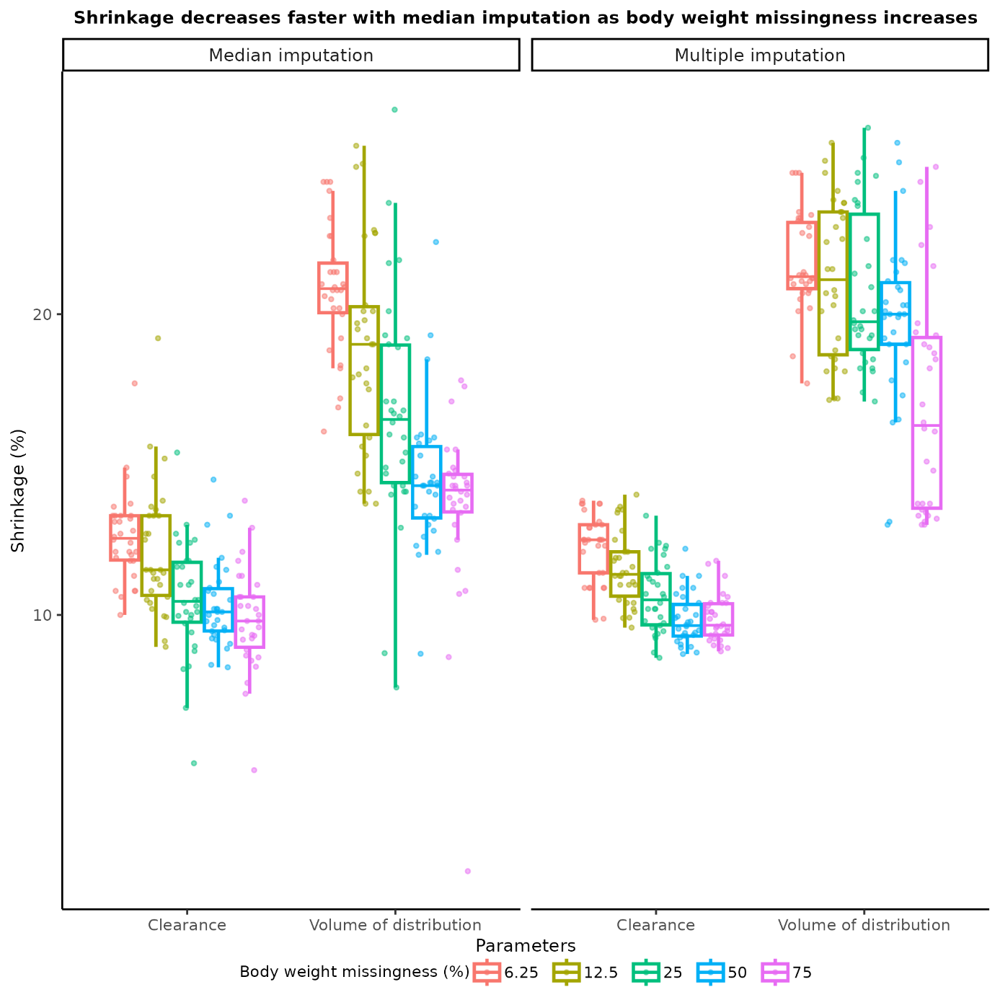 Shrinkage decreases faster with median imputation as body weight missingness increases
Median imputation
Multiple imputation
Shrinkage (%)
20
10
Clearance
Volume of distribution
Clearance
Volume of distribution
Parameters
Body weight missingness (%) 6.25 12.5 25 50 75